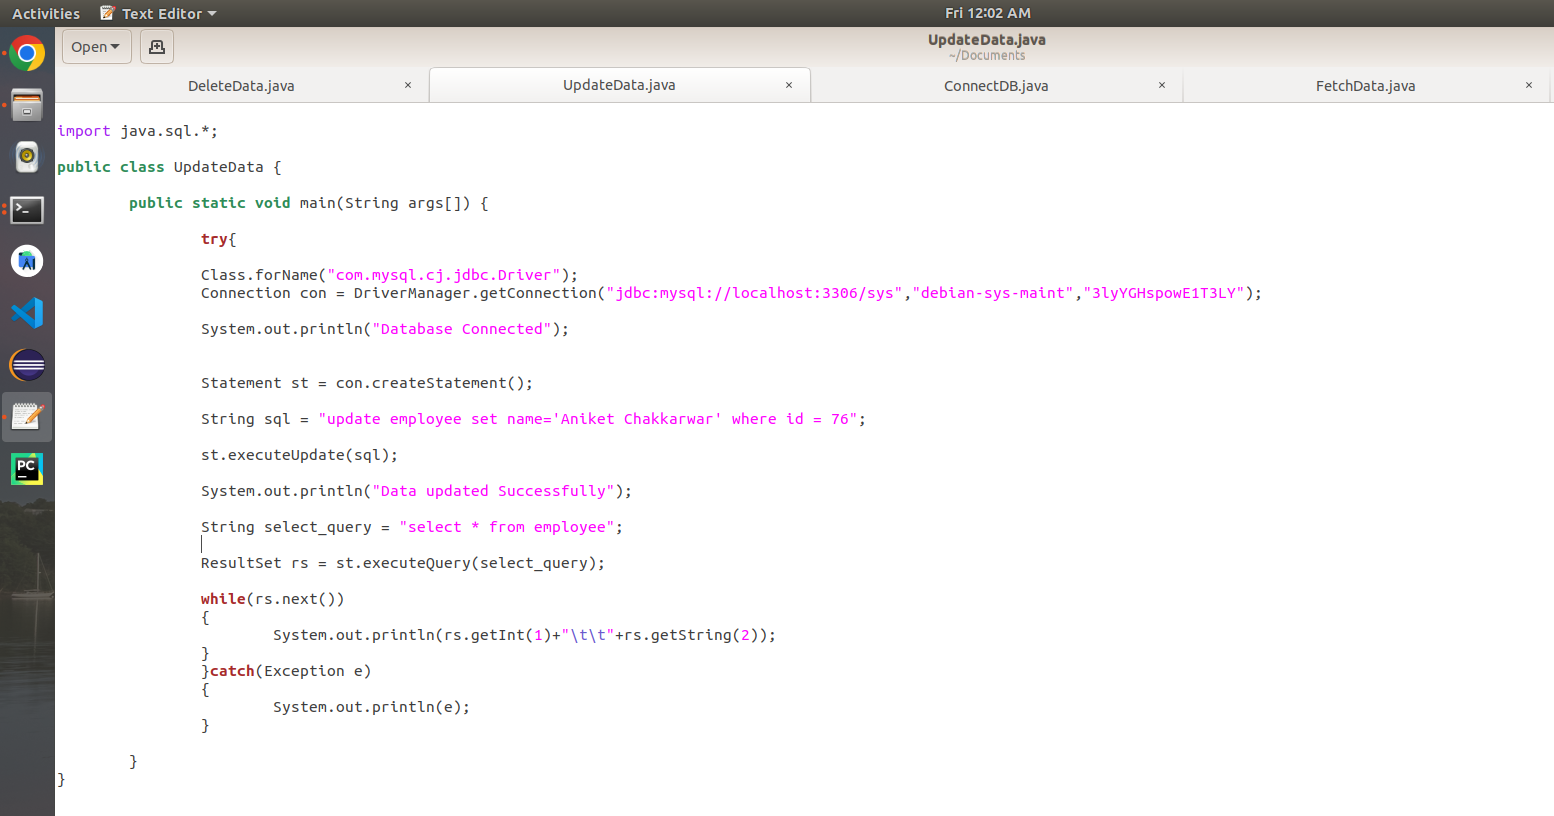 Activities Text Editor Fri 12:02 AM
Open UpdateData.java
~/Documents
DeleteData.java × UpdateData.java × ConnectDB.java × FetchData.java ×
import java.sql.*;
public class UpdateData {
public static void main(String args[]) {
try{
Class.forName("com.mysql.cj.jdbc.Driver");
Connection con = DriverManager.getConnection("jdbc:mysql://localhost:3306/sys","debian-sys-maint","3lyYGHspowE1T3LY");
System.out.println("Database Connected");
Statement st = con.createStatement();
String sql = "update employee set name='Aniket Chakkarwar' where id = 76";
st.executeUpdate(sql);
System.out.println("Data updated Successfully");
String select_query = "select * from employee";
ResultSet rs = st.executeQuery(select_query);
while(rs.next())
{
System.out.println(rs.getInt(1)+"\t\t"+rs.getString(2));
}
}catch(Exception e)
{
System.out.println(e);
}
}
}
AI
PC